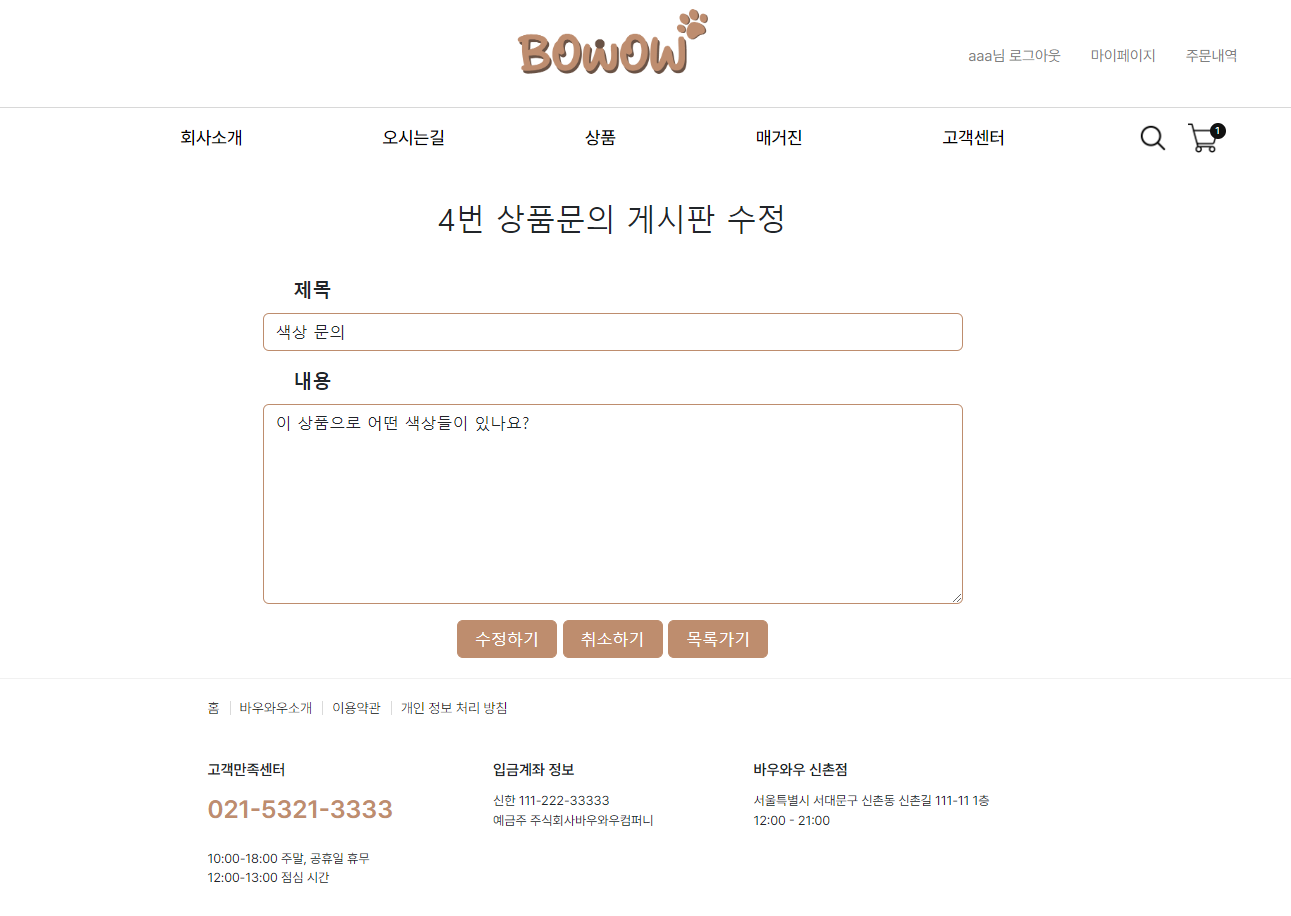 BOWOW
aaa님 로그아웃 마이페이지 주문내역
회사소개 오시는길 상품 매거진 고객센터 1
4번 상품문의 게시판 수정
제목
색상 문의
내용
이 상품으로 어떤 색상들이 있나요?
수정하기 취소하기 목록가기
홈 바우와우소개 이용약관 개인 정보 처리 방침
고객만족센터 입금계좌 정보 바우와우 신촌점
021-5321-3333 신한 111-222-33333 서울특별시 서대문구 신촌동 신촌길 111-11 1층
예금주 주식회사바우와우컴퍼니 12:00 - 21:00
10:00-18:00 주말, 공휴일 휴무
12:00-13:00 점심 시간